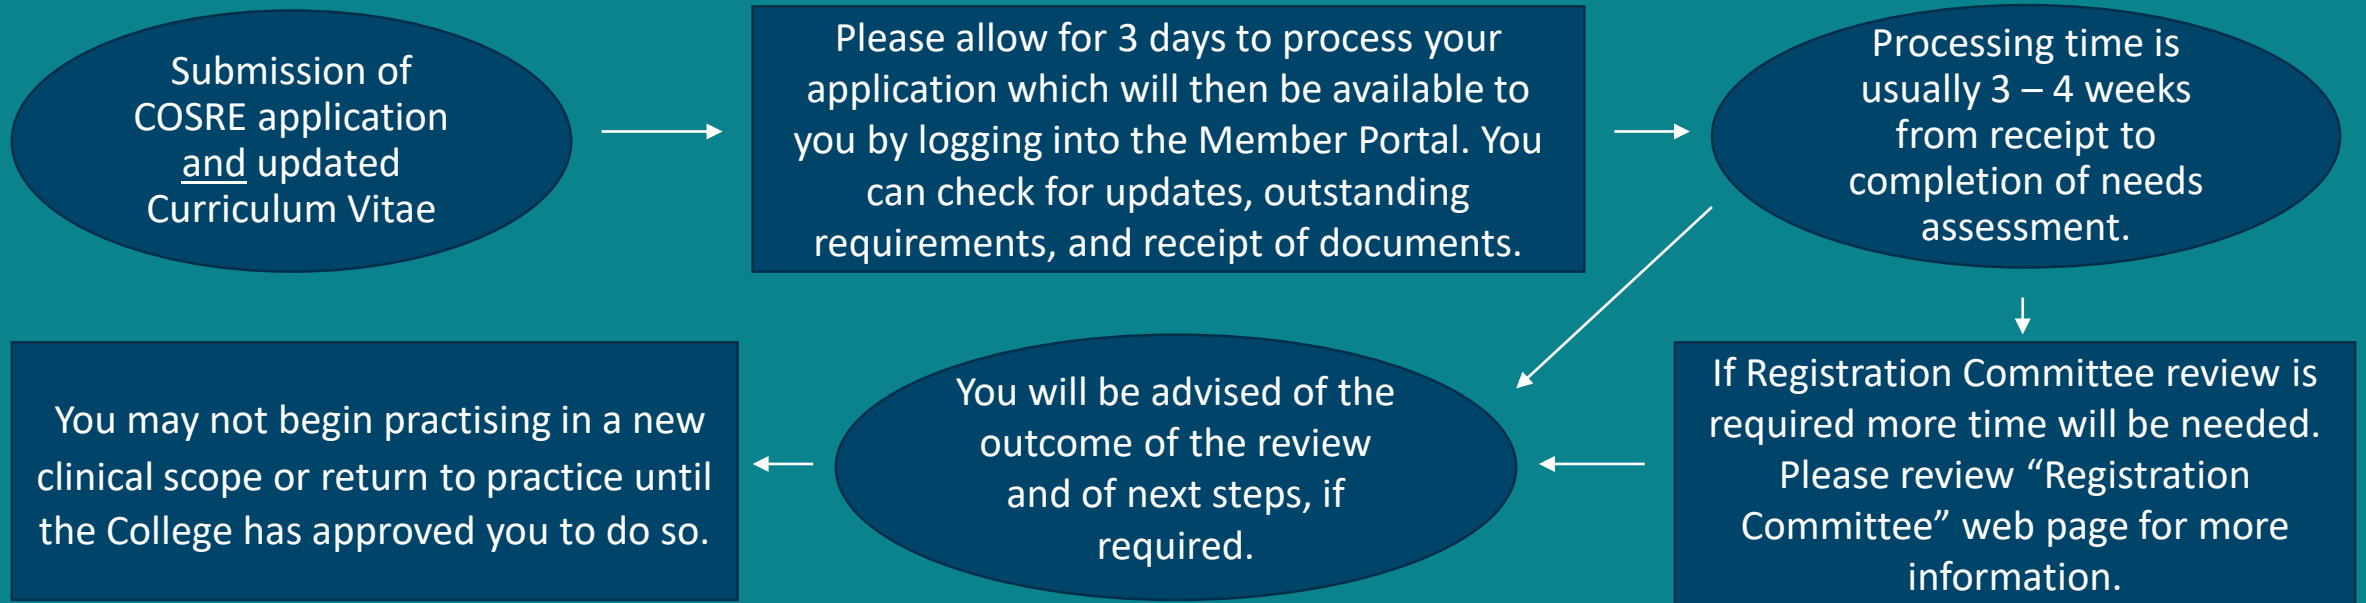 Submission of
COSRE application
and updated
Curriculum Vitae
Please allow for 3 days to process your
application which will then be available to
you by logging into the Member Portal. You
can check for updates, outstanding
requirements, and receipt of documents.
Processing time is
usually 3 – 4 weeks
from receipt to
completion of needs
assessment.
If Registration Committee review is
required more time will be needed.
Please review “Registration
Committee” web page for more
information.
You will be advised of the
outcome of the review
and of next steps, if
required.
You may not begin practising in a new
clinical scope or return to practice until
the College has approved you to do so.